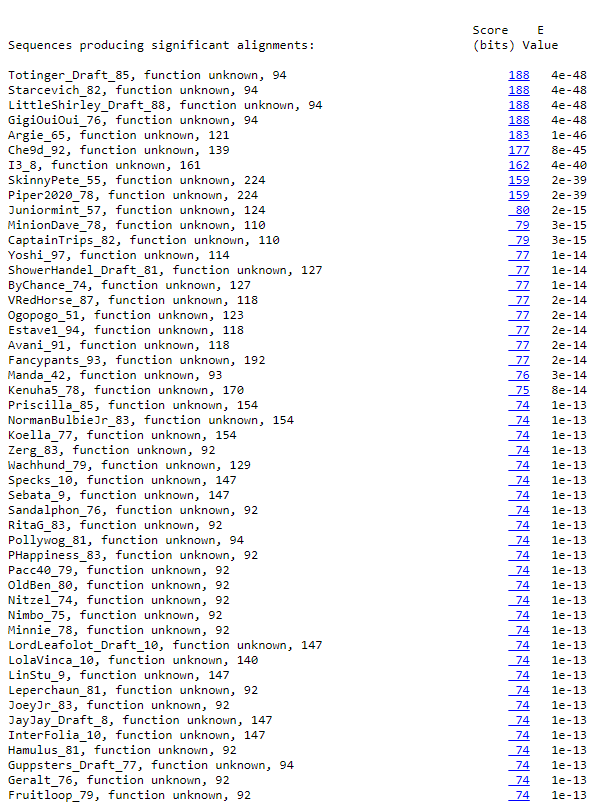 Score E
Sequences producing significant alignments: (bits) Value
Totinger_Draft_85, function unknown, 94 188 4e-48
Starcevich_82, function unknown, 94 188 4e-48
LittleShirley_Draft_88, function unknown, 94 188 4e-48
GigiOuiOui_76, function unknown, 94 188 4e-48
Argie_65, function unknown, 121 183 1e-46
Che9d_92, function unknown, 139 177 8e-45
I3_8, function unknown, 161 162 4e-40
SkinnyPete_55, function unknown, 224 159 2e-39
Piper2020_78, function unknown, 224 159 2e-39
Juniormint_57, function unknown, 124 80 2e-15
MinionDave_78, function unknown, 110 79 3e-15
CaptainTrips_82, function unknown, 110 79 3e-15
Yoshi_97, function unknown, 114 77 1e-14
ShowerHandel_Draft_81, function unknown, 127 77 1e-14
ByChance_74, function unknown, 127 77 1e-14
VRedHorse_87, function unknown, 118 77 2e-14
Ogopogo_51, function unknown, 123 77 2e-14
Estave1_94, function unknown, 118 77 2e-14
Avani_91, function unknown, 118 77 2e-14
Fancypants_93, function unknown, 192 77 2e-14
Manda_42, function unknown, 93 76 3e-14
Kenuha5_78, function unknown, 170 75 8e-14
Priscilla_85, function unknown, 154 74 1e-13
NormanBulbieJr_83, function unknown, 154 74 1e-13
Koella_77, function unknown, 154 74 1e-13
Zerg_83, function unknown, 92 74 1e-13
Wachhund_79, function unknown, 129 74 1e-13
Specks_10, function unknown, 147 74 1e-13
Sebata_9, function unknown, 147 74 1e-13
Sandalphon_76, function unknown, 92 74 1e-13
RitaG_83, function unknown, 92 74 1e-13
Pollywog_81, function unknown, 94 74 1e-13
PHappiness_83, function unknown, 92 74 1e-13
Pacc40_79, function unknown, 92 74 1e-13
OldBen_80, function unknown, 92 74 1e-13
Nitzel_74, function unknown, 92 74 1e-13
Nimbo_75, function unknown, 92 74 1e-13
Minnie_78, function unknown, 92 74 1e-13
LordLeafolot_Draft_10, function unknown, 147 74 1e-13
LolaVinca_10, function unknown, 140 74 1e-13
LinStu_9, function unknown, 147 74 1e-13
Leperchaun_81, function unknown, 92 74 1e-13
JoeyJr_83, function unknown, 92 74 1e-13
JayJay_Draft_8, function unknown, 147 74 1e-13
InterFolia_10, function unknown, 147 74 1e-13
Hamulus_81, function unknown, 92 74 1e-13
Guppsters_Draft_77, function unknown, 94 74 1e-13
Geralt_76, function unknown, 92 74 1e-13
Fruitloop_79, function unknown, 92 74 1e-13